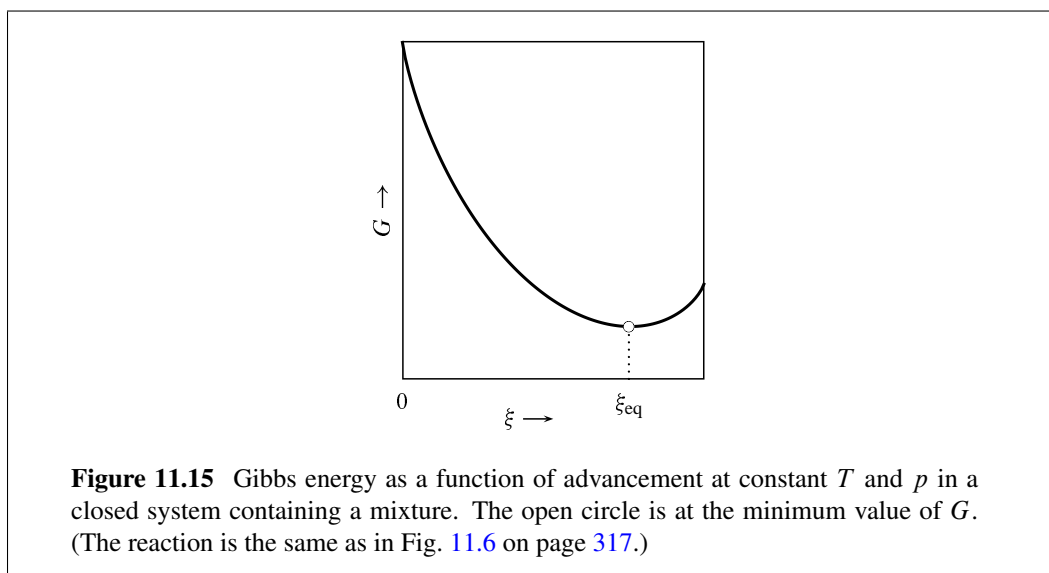 G →
0
ξeq
ξ →
Figure 11.15 Gibbs energy as a function of advancement at constant T and p in a
closed system containing a mixture. The open circle is at the minimum value of G.
(The reaction is the same as in Fig. 11.6 on page 317.)